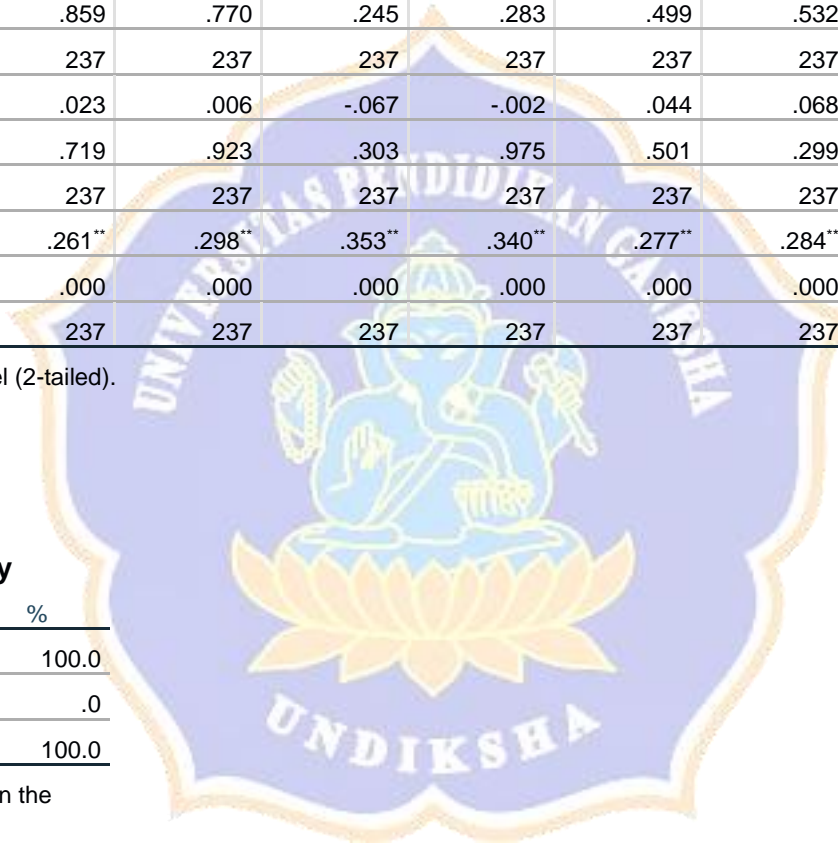 .859 .770 .245 .283 .499 .532
237 237 237 237 237 237
.023 .006 -.067 -.002 .044 .068
.719 .923 .303 .975 .501 .299
237 237 237 237 237 237
.261** .298** .353** .340** .277** .284**
.000 .000 .000 .000 .000 .000
237 237 237 237 237 237
el (2-tailed).
UNIVERSITAS PENDIDIKAN GANESHA
y
%
100.0
.0
100.0
UNDIKSHA
n the